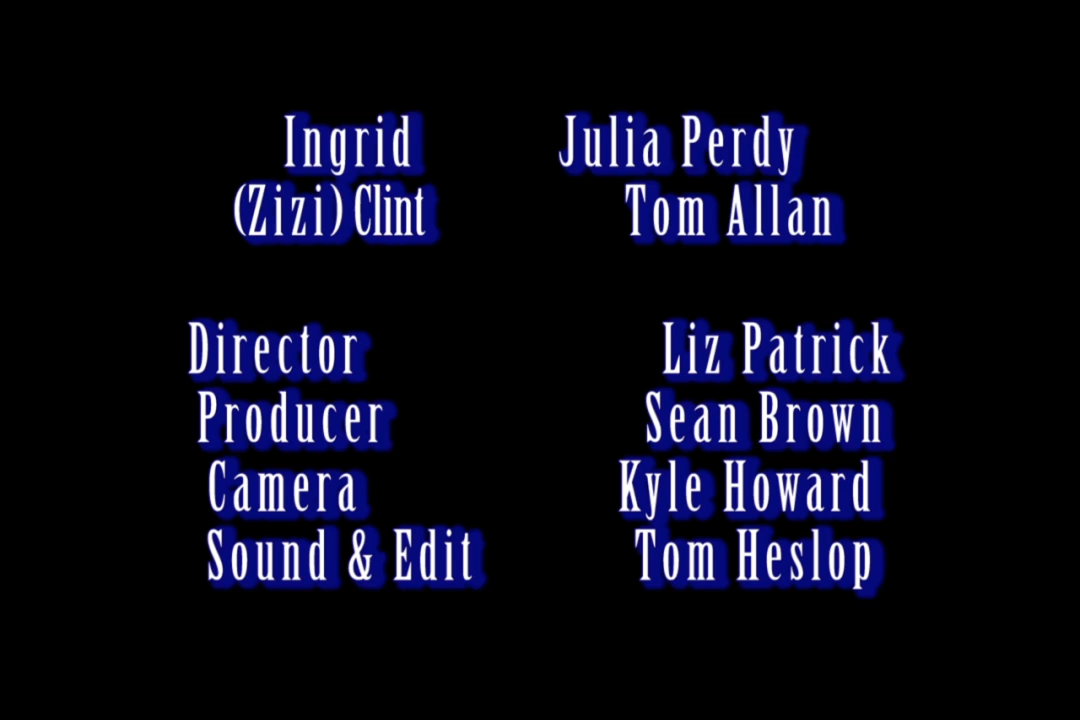 Ingrid Julia Perdy
(Zizi) Clint Tom Allan
Director Liz Patrick
Producer Sean Brown
Camera Kyle Howard
Sound & Edit Tom Heslop